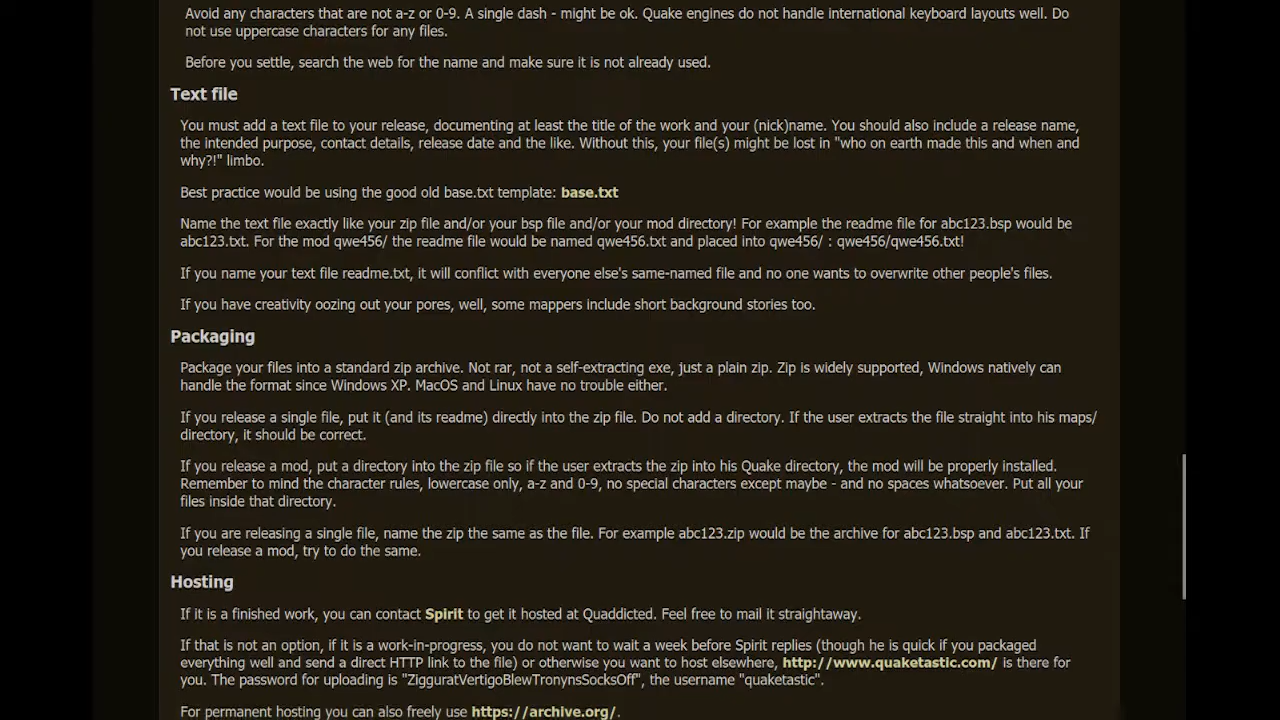 Avoid any characters that are not a-z or 0-9. A single dash - might be ok. Quake engines do not handle international keyboard layouts well. Do
not use uppercase characters for any files.
Before you settle, search the web for the name and make sure it is not already used.
Text file
You must add a text file to your release, documenting at least the title of the work and your (nick)name. You should also include a release name,
the intended purpose, contact details, release date and the like. Without this, your file(s) might be lost in "who on earth made this and when and
why?!" limbo.
Best practice would be using the good old base.txt template: base.txt
Name the text file exactly like your zip file and/or your bsp file and/or your mod directory! For example the readme file for abc123.bsp would be
abc123.txt. For the mod qwe456/ the readme file would be named qwe456.txt and placed into qwe456/ : qwe456/qwe456.txt!
If you name your text file readme.txt, it will conflict with everyone else's same-named file and no one wants to overwrite other people's files.
If you have creativity oozing out your pores, well, some mappers include short background stories too.
Packaging
Package your files into a standard zip archive. Not rar, not a self-extracting exe, just a plain zip. Zip is widely supported, Windows natively can
handle the format since Windows XP. MacOS and Linux have no trouble either.
If you release a single file, put it (and its readme) directly into the zip file. Do not add a directory. If the user extracts the file straight into his maps/
directory, it should be correct.
If you release a mod, put a directory into the zip file so if the user extracts the zip into his Quake directory, the mod will be properly installed.
Remember to mind the character rules, lowercase only, a-z and 0-9, no special characters except maybe - and no spaces whatsoever. Put all your
files inside that directory.
If you are releasing a single file, name the zip the same as the file. For example abc123.zip would be the archive for abc123.bsp and abc123.txt. If
you release a mod, try to do the same.
Hosting
If it is a finished work, you can contact Spirit to get it hosted at Quaddicted. Feel free to mail it straightaway.
If that is not an option, if it is a work-in-progress, you do not want to wait a week before Spirit replies (though he is quick if you packaged
everything well and send a direct HTTP link to the file) or otherwise you want to host elsewhere, http://www.quaketastic.com/ is there for
you. The password for uploading is "ZigguratVertigoBlewTronynsSocksOff", the username "quaketastic".
For permanent hosting you can also freely use https://archive.org/.